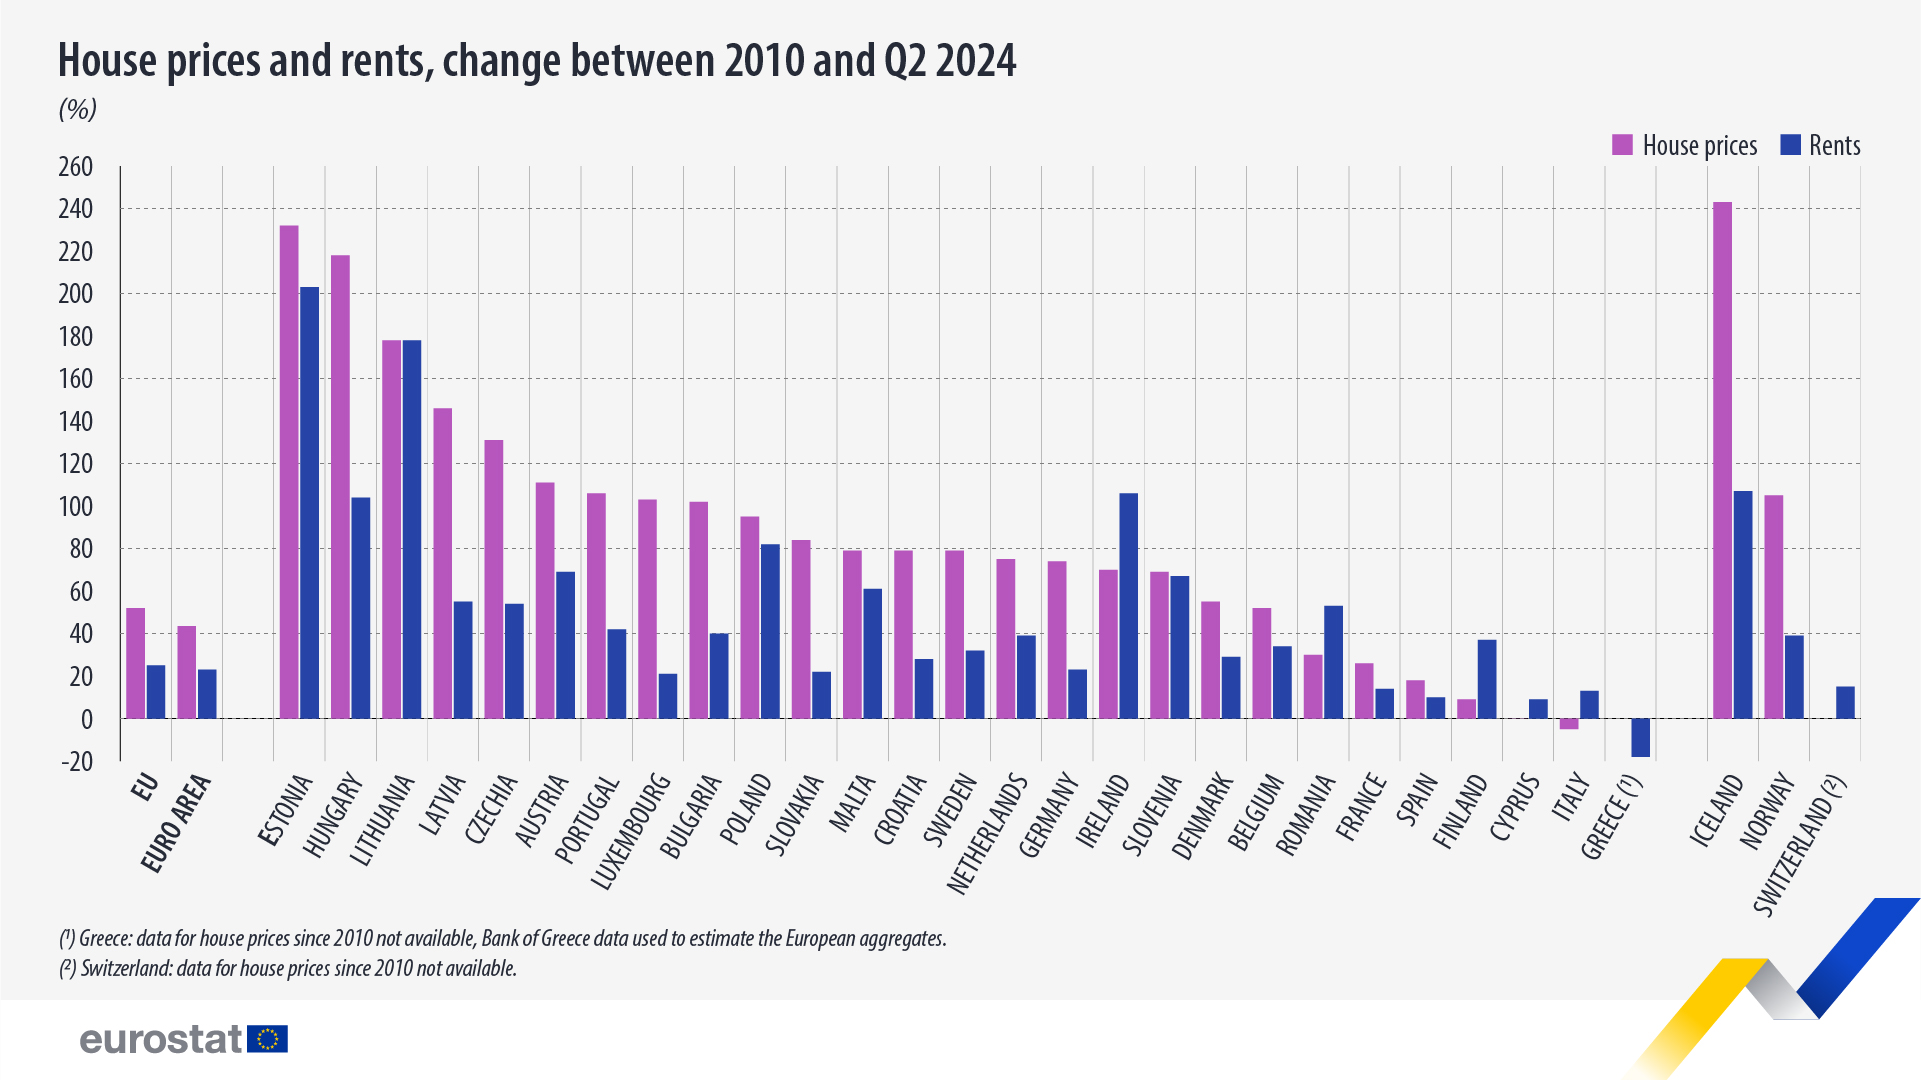 House prices and rents, change between 2010 and Q2 2024
(%)
House prices
Rents
260
240
220
200
180
160
140
120
100
80
60
40
20
0
-20
EU
EURO AREA
ESTONIA
HUNGARY
LITHUANIA
LATVIA
CZECHIA
AUSTRIA
PORTUGAL
LUXEMBOURG
BULGARIA
POLAND
SLOVAKIA
MALTA
CROATIA
SWEDEN
NETHERLANDS
GERMANY
IRELAND
SLOVENIA
DENMARK
BELGIUM
ROMANIA
FRANCE
SPAIN
FINLAND
CYPRUS
ITALY
GREECE (¹)
ICELAND
NORWAY
SWITZERLAND (²)
(¹) Greece: data for house prices since 2010 not available, Bank of Greece data used to estimate the European aggregates.
(²) Switzerland: data for house prices since 2010 not available.
eurostat